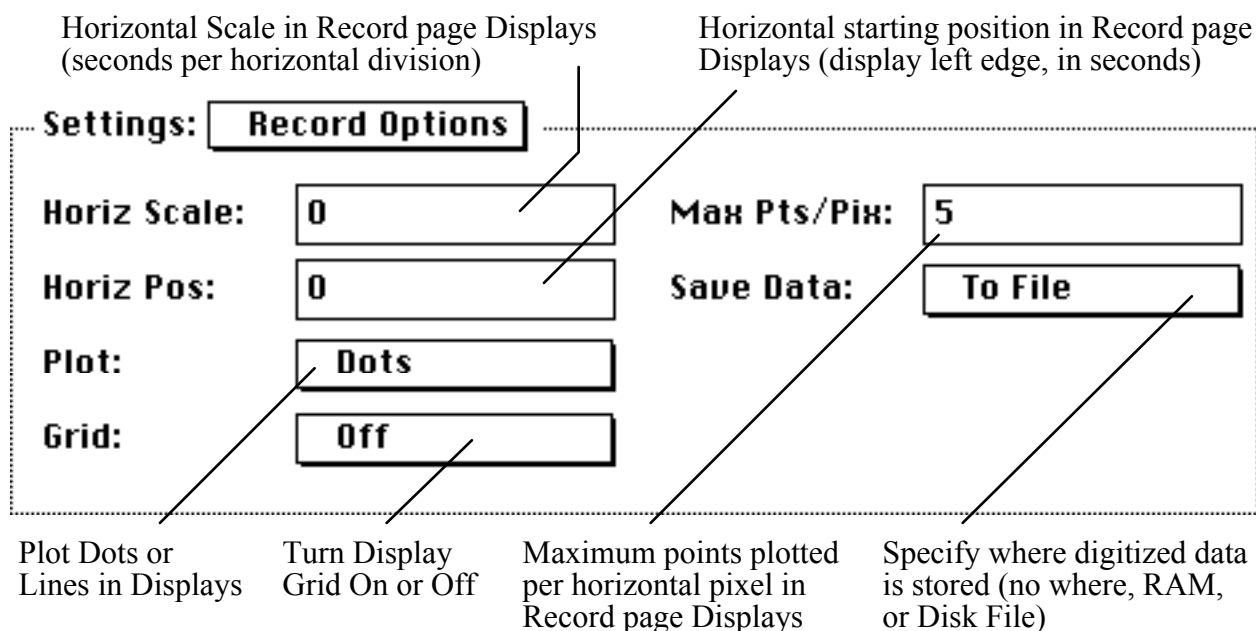 Horizontal Scale in Record page Displays
(seconds per horizontal division)
Horizontal starting position in Record page
Displays (display left edge, in seconds)
Settings: Record Options
Horiz Scale: 0
Max Pts/Pix: 5
Horiz Pos: 0
Save Data: To File
Plot: Dots
Grid: Off
Plot Dots or
Lines in Displays
Turn Display
Grid On or Off
Maximum points plotted
per horizontal pixel in
Record page Displays
Specify where digitized data
is stored (no where, RAM,
or Disk File)